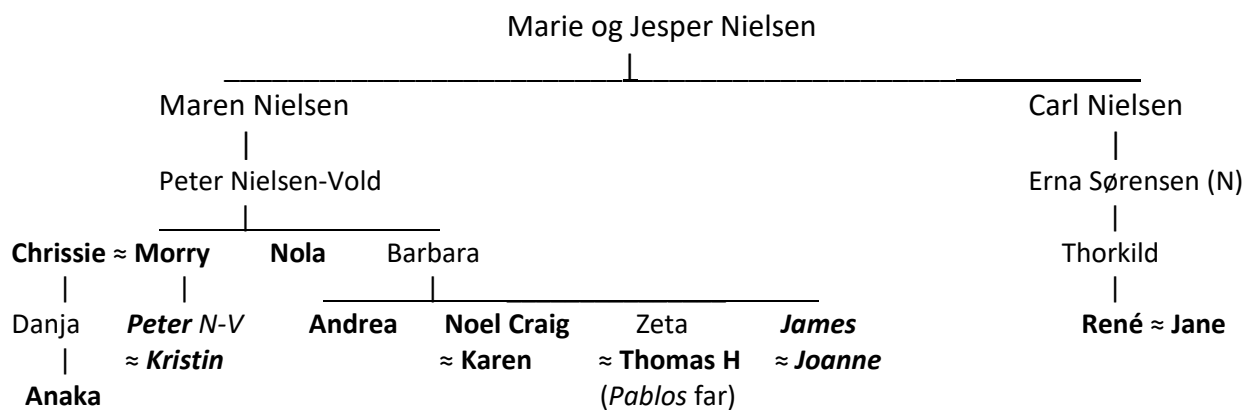 Marie og Jesper Nielsen
Maren Nielsen Carl Nielsen
Peter Nielsen-Vold Erna Sørensen (N)
Chrissie ≈ Morry Nola Barbara Thorkild
Danja Peter N-V Andrea Noel Craig Zeta James René ≈ Jane
≈ Kristin ≈ Karen ≈ Thomas H ≈ Joanne
Anaka (Pablos far)